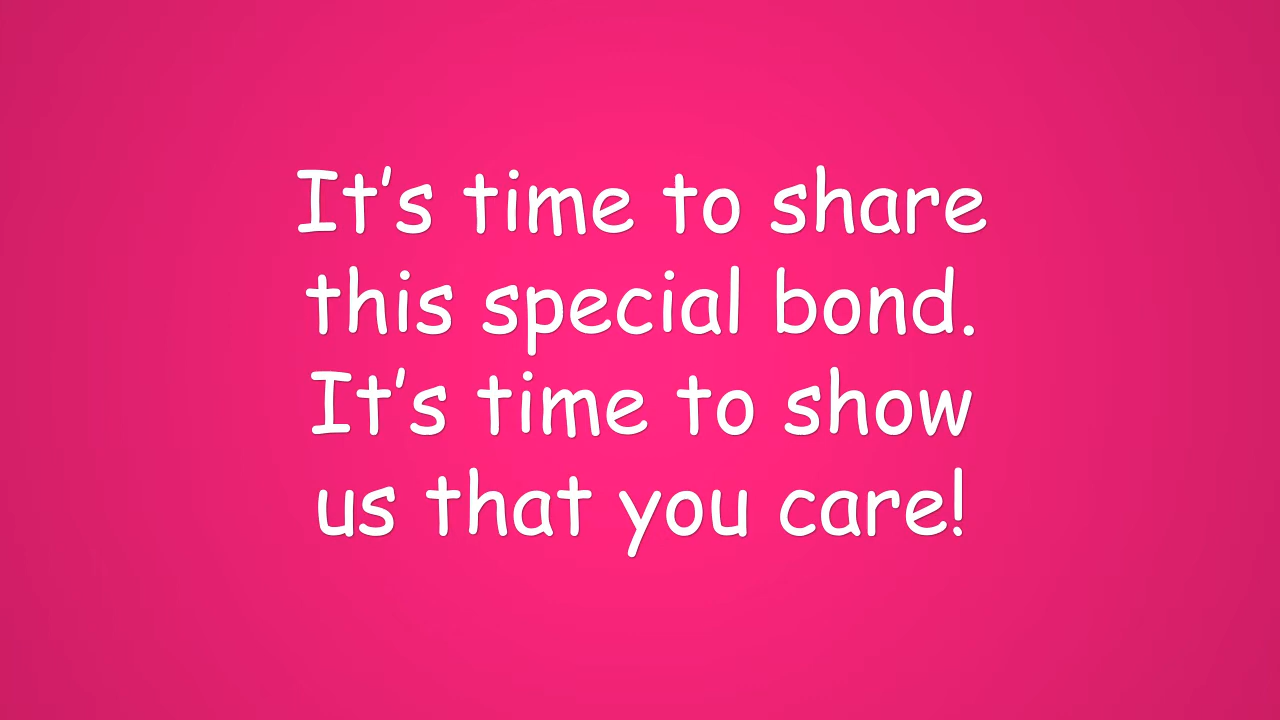 It's time to share
this special bond.
It's time to show
us that you care!